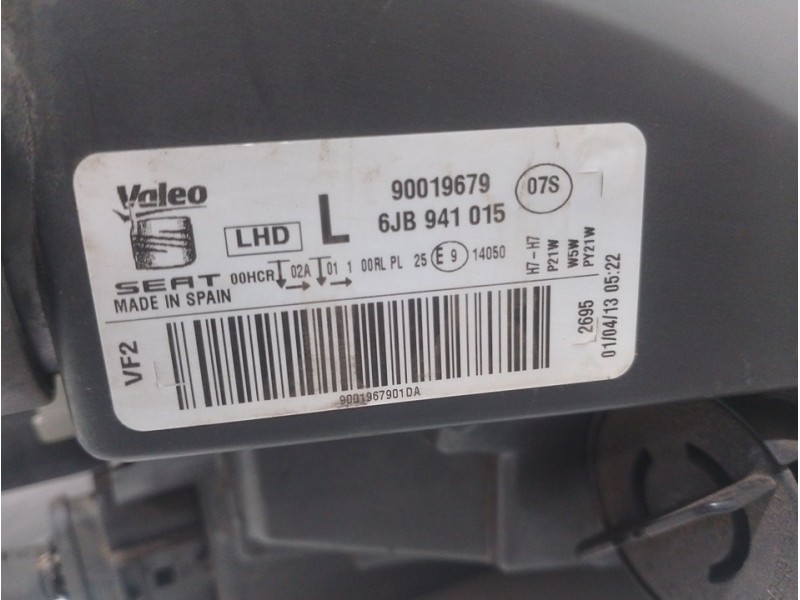 Valeo
SEAT
MADE IN SPAIN
LHD
L
90019679
6JB 941 015
07S
00HCR 02A 01 1 00RL PL 25 E 9 14050
H7-H7
P21W
W5W
PY21W
VF2
9001967901DA
2695
01/04/13 05:22